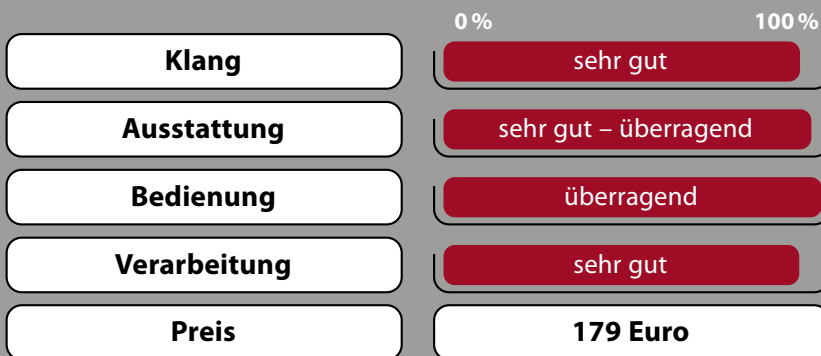 0 % 100 %
Klang sehr gut
Ausstattung sehr gut – überragend
Bedienung überragend
Verarbeitung sehr gut
Preis 179 Euro